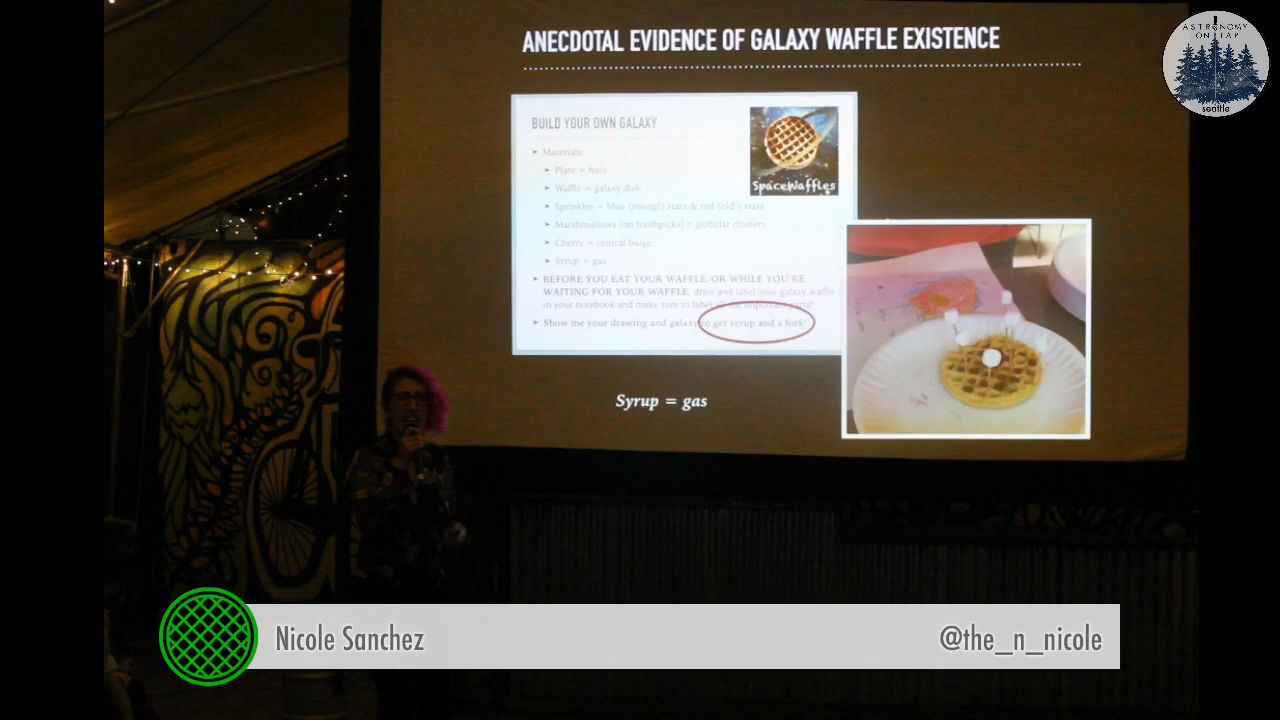 ANECDOTAL EVIDENCE OF GALAXY WAFFLE EXISTENCE
ASTRONOMY
ON TAP
seattle
BUILD YOUR OWN GALAXY
➤ Materials:
➤ Plate = halo
➤ Waffle = galaxy disk
➤ Sprinkles = blue (young!) stars & red (old!) stars
➤ Marshmallows (on toothpicks) = globular clusters
➤ Cherry = central bulge
➤ Syrup = gas
➤ BEFORE YOU EAT YOUR WAFFLE, OR WHILE YOU'RE
WAITING FOR YOUR WAFFLE, draw and label your galaxy waffle
in your notebook and make sure to label all the important parts!
➤ Show me your drawing and galaxy to get syrup and a fork!
SpaceWaffles
Syrup = gas
Nicole Sanchez
@the_n_nicole